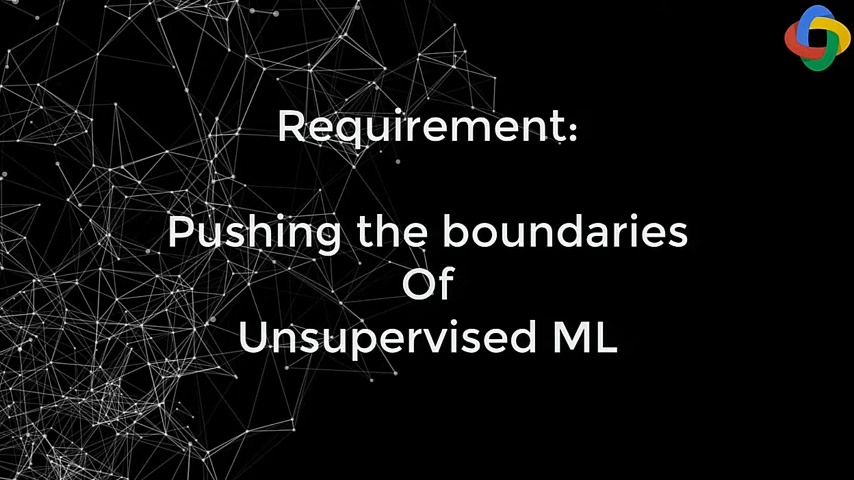 Requirement:
Pushing the boundaries
Of
Unsupervised ML